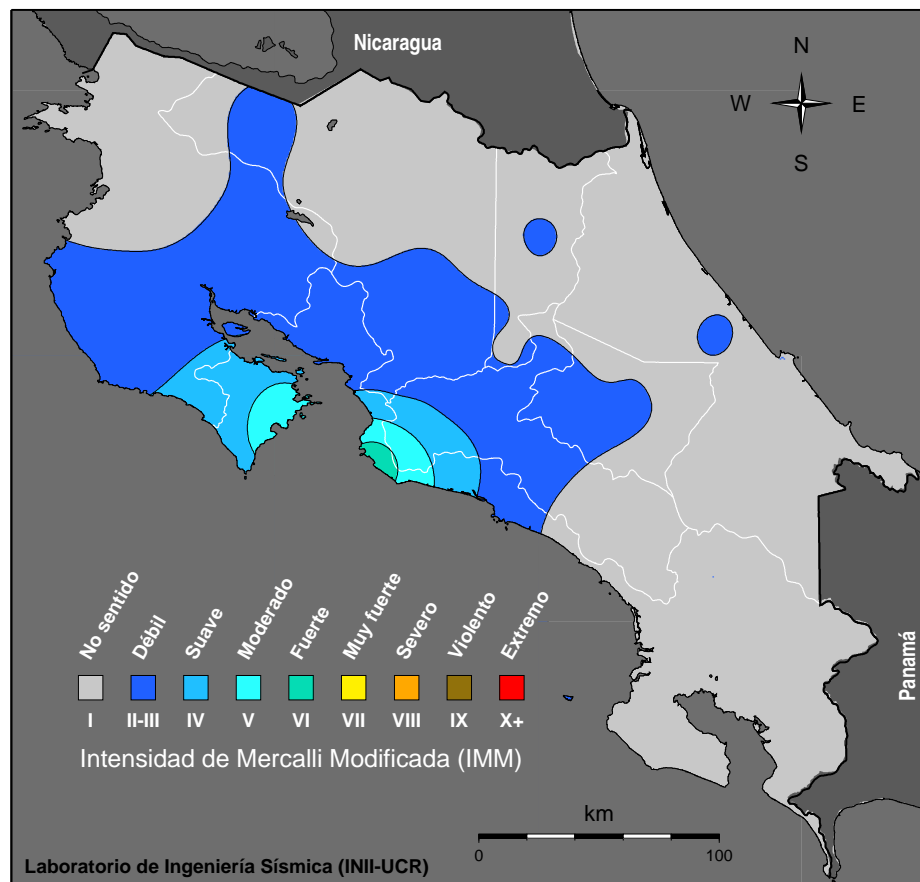 Nicaragua
N
W E
S
No sentido
Débil
Suave
Moderado
Fuerte
Muy fuerte
Severo
Violento
Extremo
I II-III IV V VI VII VIII IX X+
Intensidad de Mercalli Modificada (IMM)
Panamá
km
0 100
Laboratorio de Ingeniería Sísmica (INII-UCR)